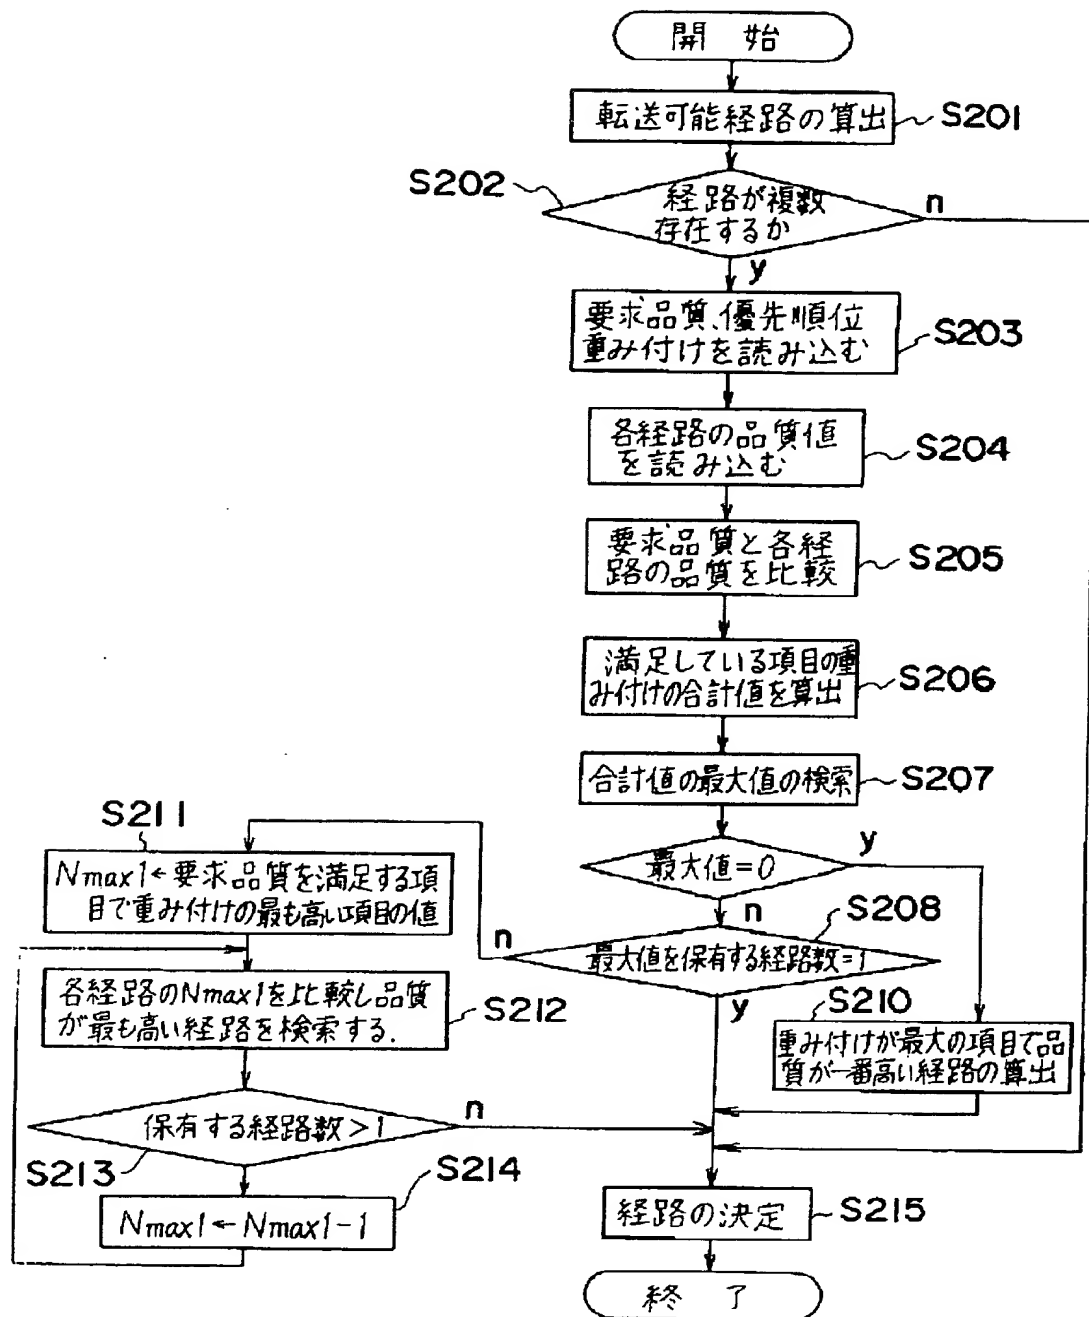 開始
転送可能経路の算出
S201
S202
経路が複数
存在するか
n
y
要求品質、優先順位
重み付けを読み込む
S203
各経路の品質値
を読み込む
S204
要求品質と各経
路の品質を比較
S205
満足している項目の重
み付けの合計値を算出
S206
合計値の最大値の検索
S207
最大値=0
y
n
S208
最大値を保有する経路数=1
n
y
S210
重み付けが最大の項目で品
質が一番高い経路の算出
S211
Nmax1←要求品質を満足する項
目で重み付けの最も高い項目の値
各経路のNmax1を比較し品質
が最も高い経路を検索する.
S212
保有する経路数>1
n
S213
S214
Nmax1←Nmax1-1
経路の決定
S215
終了